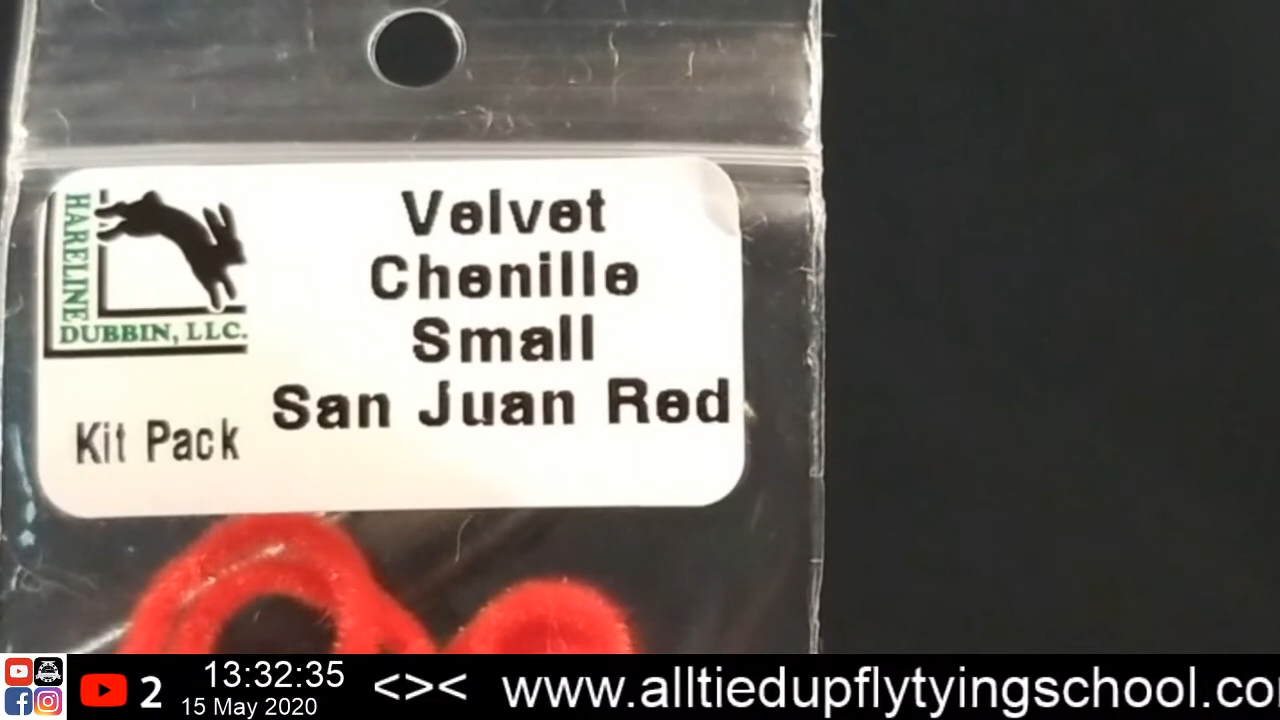 HARELINE
DUBBIN, LLC.
Velvet
Chenille
Small
San Juan Red
Kit Pack
2
13:32:35
15 May 2020
<><
www.alltiedupflytyingschool.co